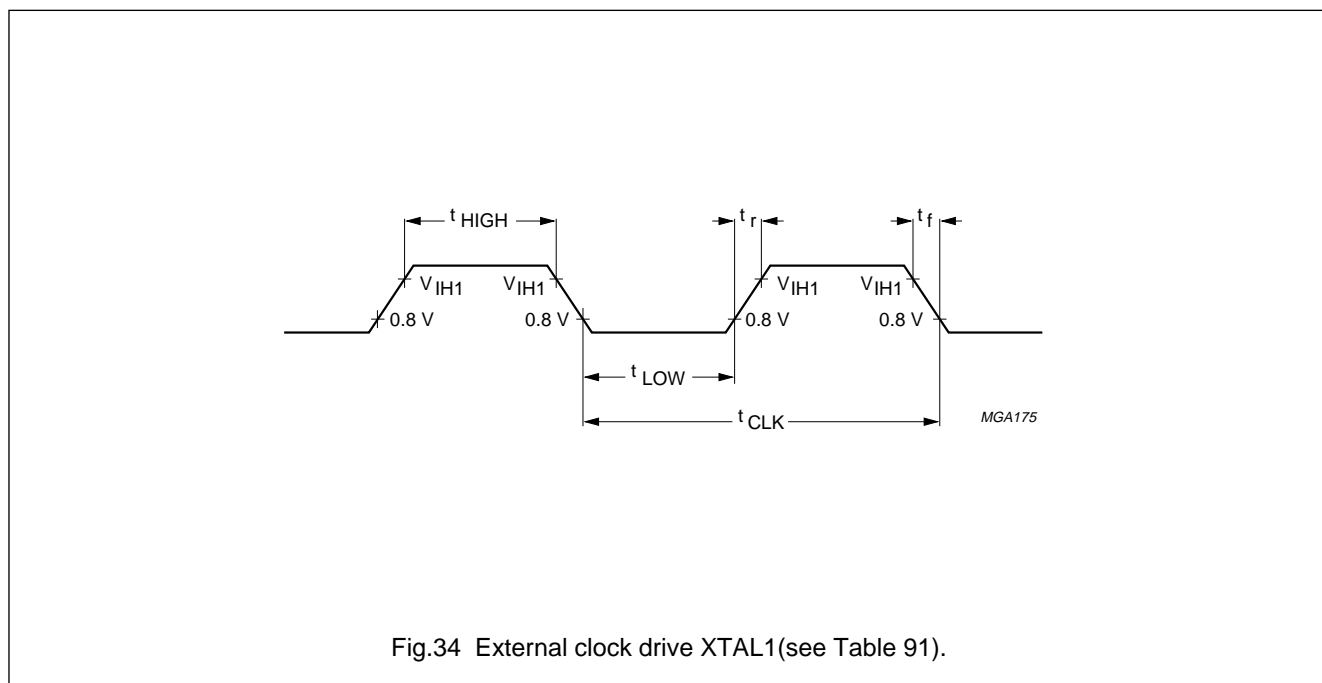 t HIGH
t r
t f
V IH1
V IH1
V IH1
V IH1
0.8 V
0.8 V
0.8 V
0.8 V
t LOW
t CLK
MGA175
Fig.34 External clock drive XTAL1(see Table 91).